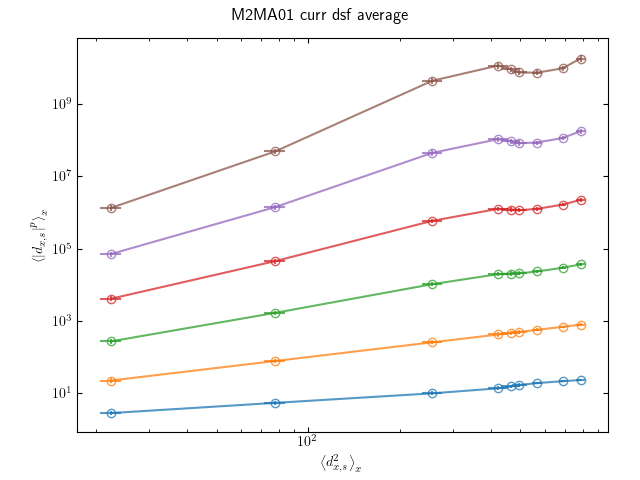 M2MA01 curr dsf average
⟨|d_{x,s}|^p⟩_x
10^9
10^7
10^5
10^3
10^1
10^2
⟨d_{x,s}^2⟩_x